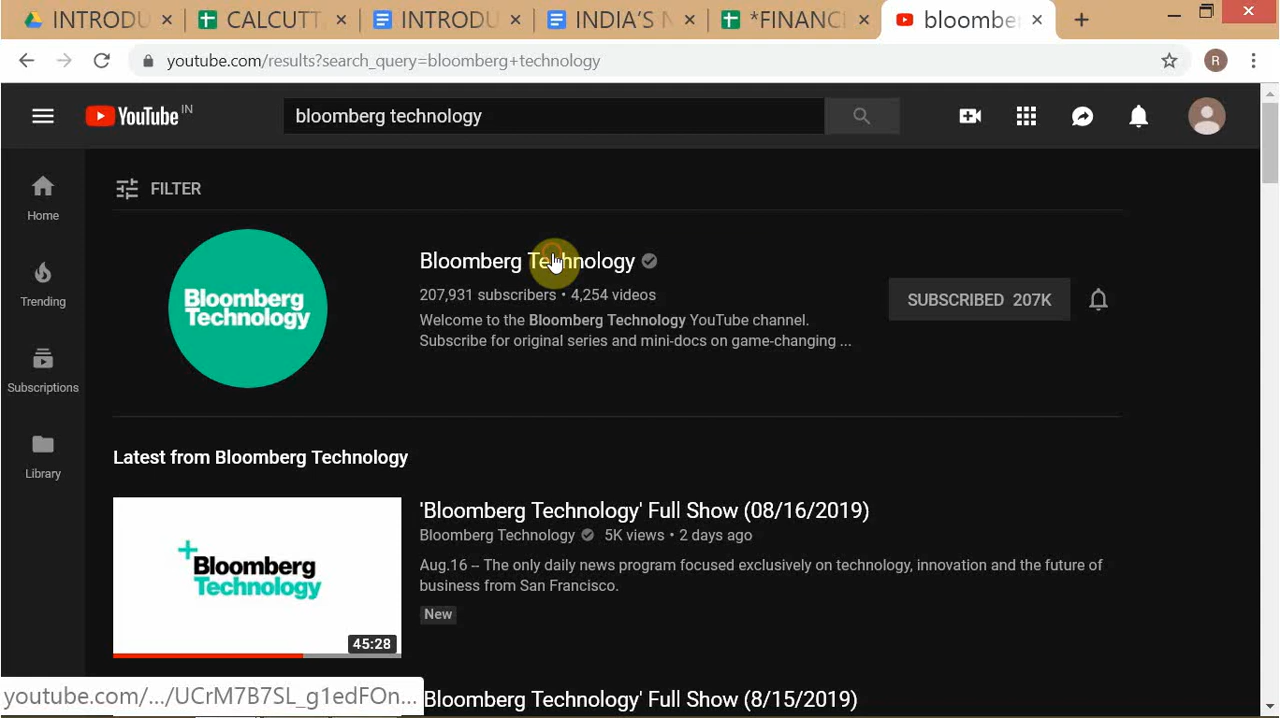 INTRODU
CALCUTT
INTRODU
INDIA'S N
*FINANCI
bloombe
youtube.com/results?search_query=bloomberg+technology
R
YouTube IN
bloomberg technology
Home
Trending
Subscriptions
Library
FILTER
Bloomberg
Technology
Bloomberg Technology
207,931 subscribers • 4,254 videos
Welcome to the Bloomberg Technology YouTube channel.
Subscribe for original series and mini-docs on game-changing ...
SUBSCRIBED 207K
Latest from Bloomberg Technology
+Bloomberg
Technology
45:28
'Bloomberg Technology' Full Show (08/16/2019)
Bloomberg Technology 5K views • 2 days ago
Aug.16 -- The only daily news program focused exclusively on technology, innovation and the future of
business from San Francisco.
New
'Bloomberg Technology' Full Show (8/15/2019)
youtube.com/.../UCrM7B7SL_g1edFOn...